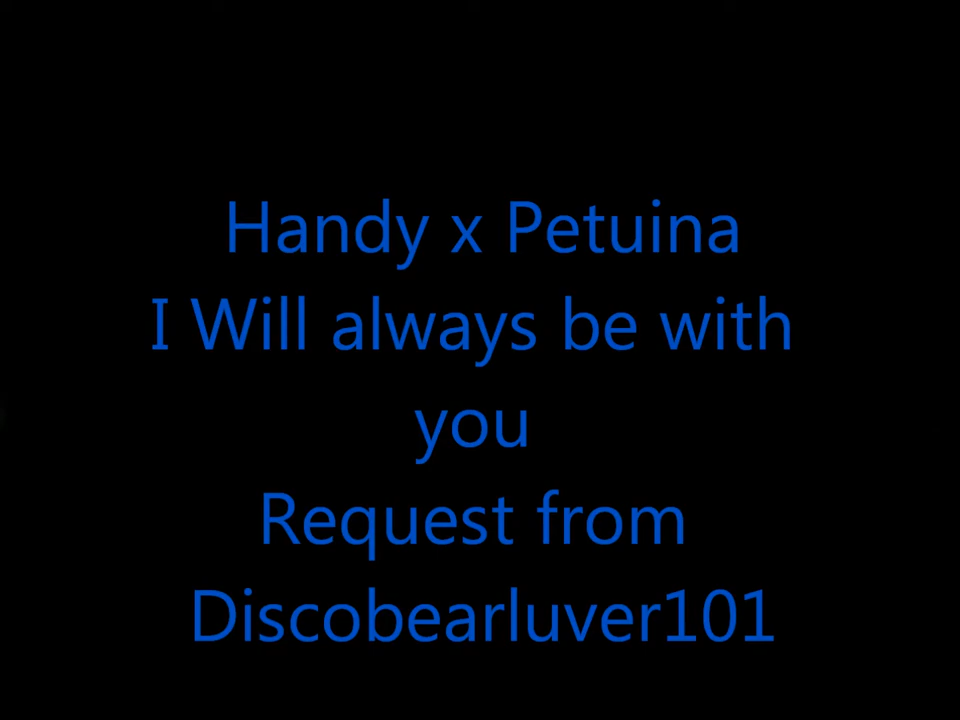 Handy x Petuina
I Will always be with
you
Request from
Discobearluver101